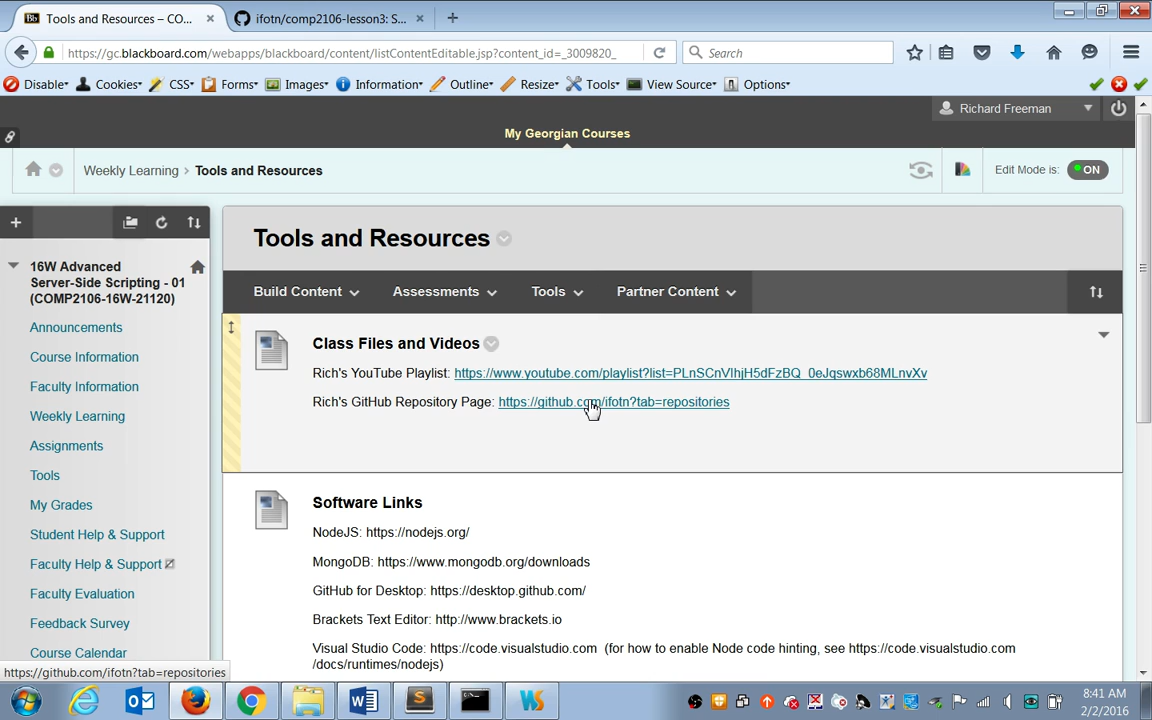 Tools and Resources – CO...
ifotn/comp2106-lesson3: S...
https://gc.blackboard.com/webapps/blackboard/content/listContentEditable.jsp?content_id=_3009820_
Search
Disable Cookies CSS Forms Images Information Outline Resize Tools View Source Options
Richard Freeman
My Georgian Courses
Weekly Learning > Tools and Resources
Edit Mode is: ON
16W Advanced
Server-Side Scripting - 01
(COMP2106-16W-21120)
Announcements
Course Information
Faculty Information
Weekly Learning
Assignments
Tools
My Grades
Student Help & Support
Faculty Help & Support
Faculty Evaluation
Feedback Survey
Course Calendar
Tools and Resources
Build Content Assessments Tools Partner Content
Class Files and Videos
Rich's YouTube Playlist: https://www.youtube.com/playlist?list=PLnSCnVIhjH5dFzBQ_0eJqswxb68MLnvXv
Rich's GitHub Repository Page: https://github.com/ifotn?tab=repositories
Software Links
NodeJS: https://nodejs.org/
MongoDB: https://www.mongodb.org/downloads
GitHub for Desktop: https://desktop.github.com/
Brackets Text Editor: http://www.brackets.io
Visual Studio Code: https://code.visualstudio.com (for how to enable Node code hinting, see https://code.visualstudio.com
/docs/runtimes/nodejs)
https://github.com/ifotn?tab=repositories
8:41 AM
2/2/2016